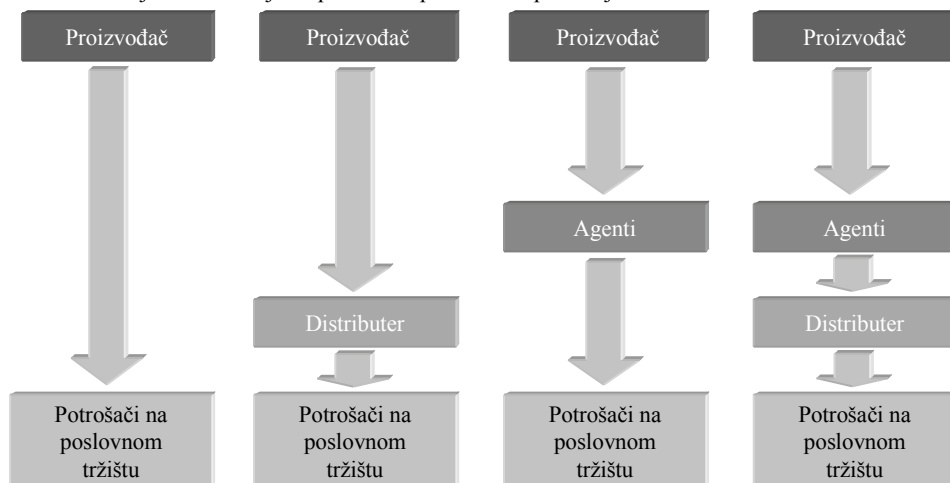 Proizvođač
Proizvođač
Proizvođač
Proizvođač
Agenti
Agenti
Distributer
Distributer
Potrošači na
poslovnom
tržištu
Potrošači na
poslovnom
tržištu
Potrošači na
poslovnom
tržištu
Potrošači na
poslovnom
tržištu